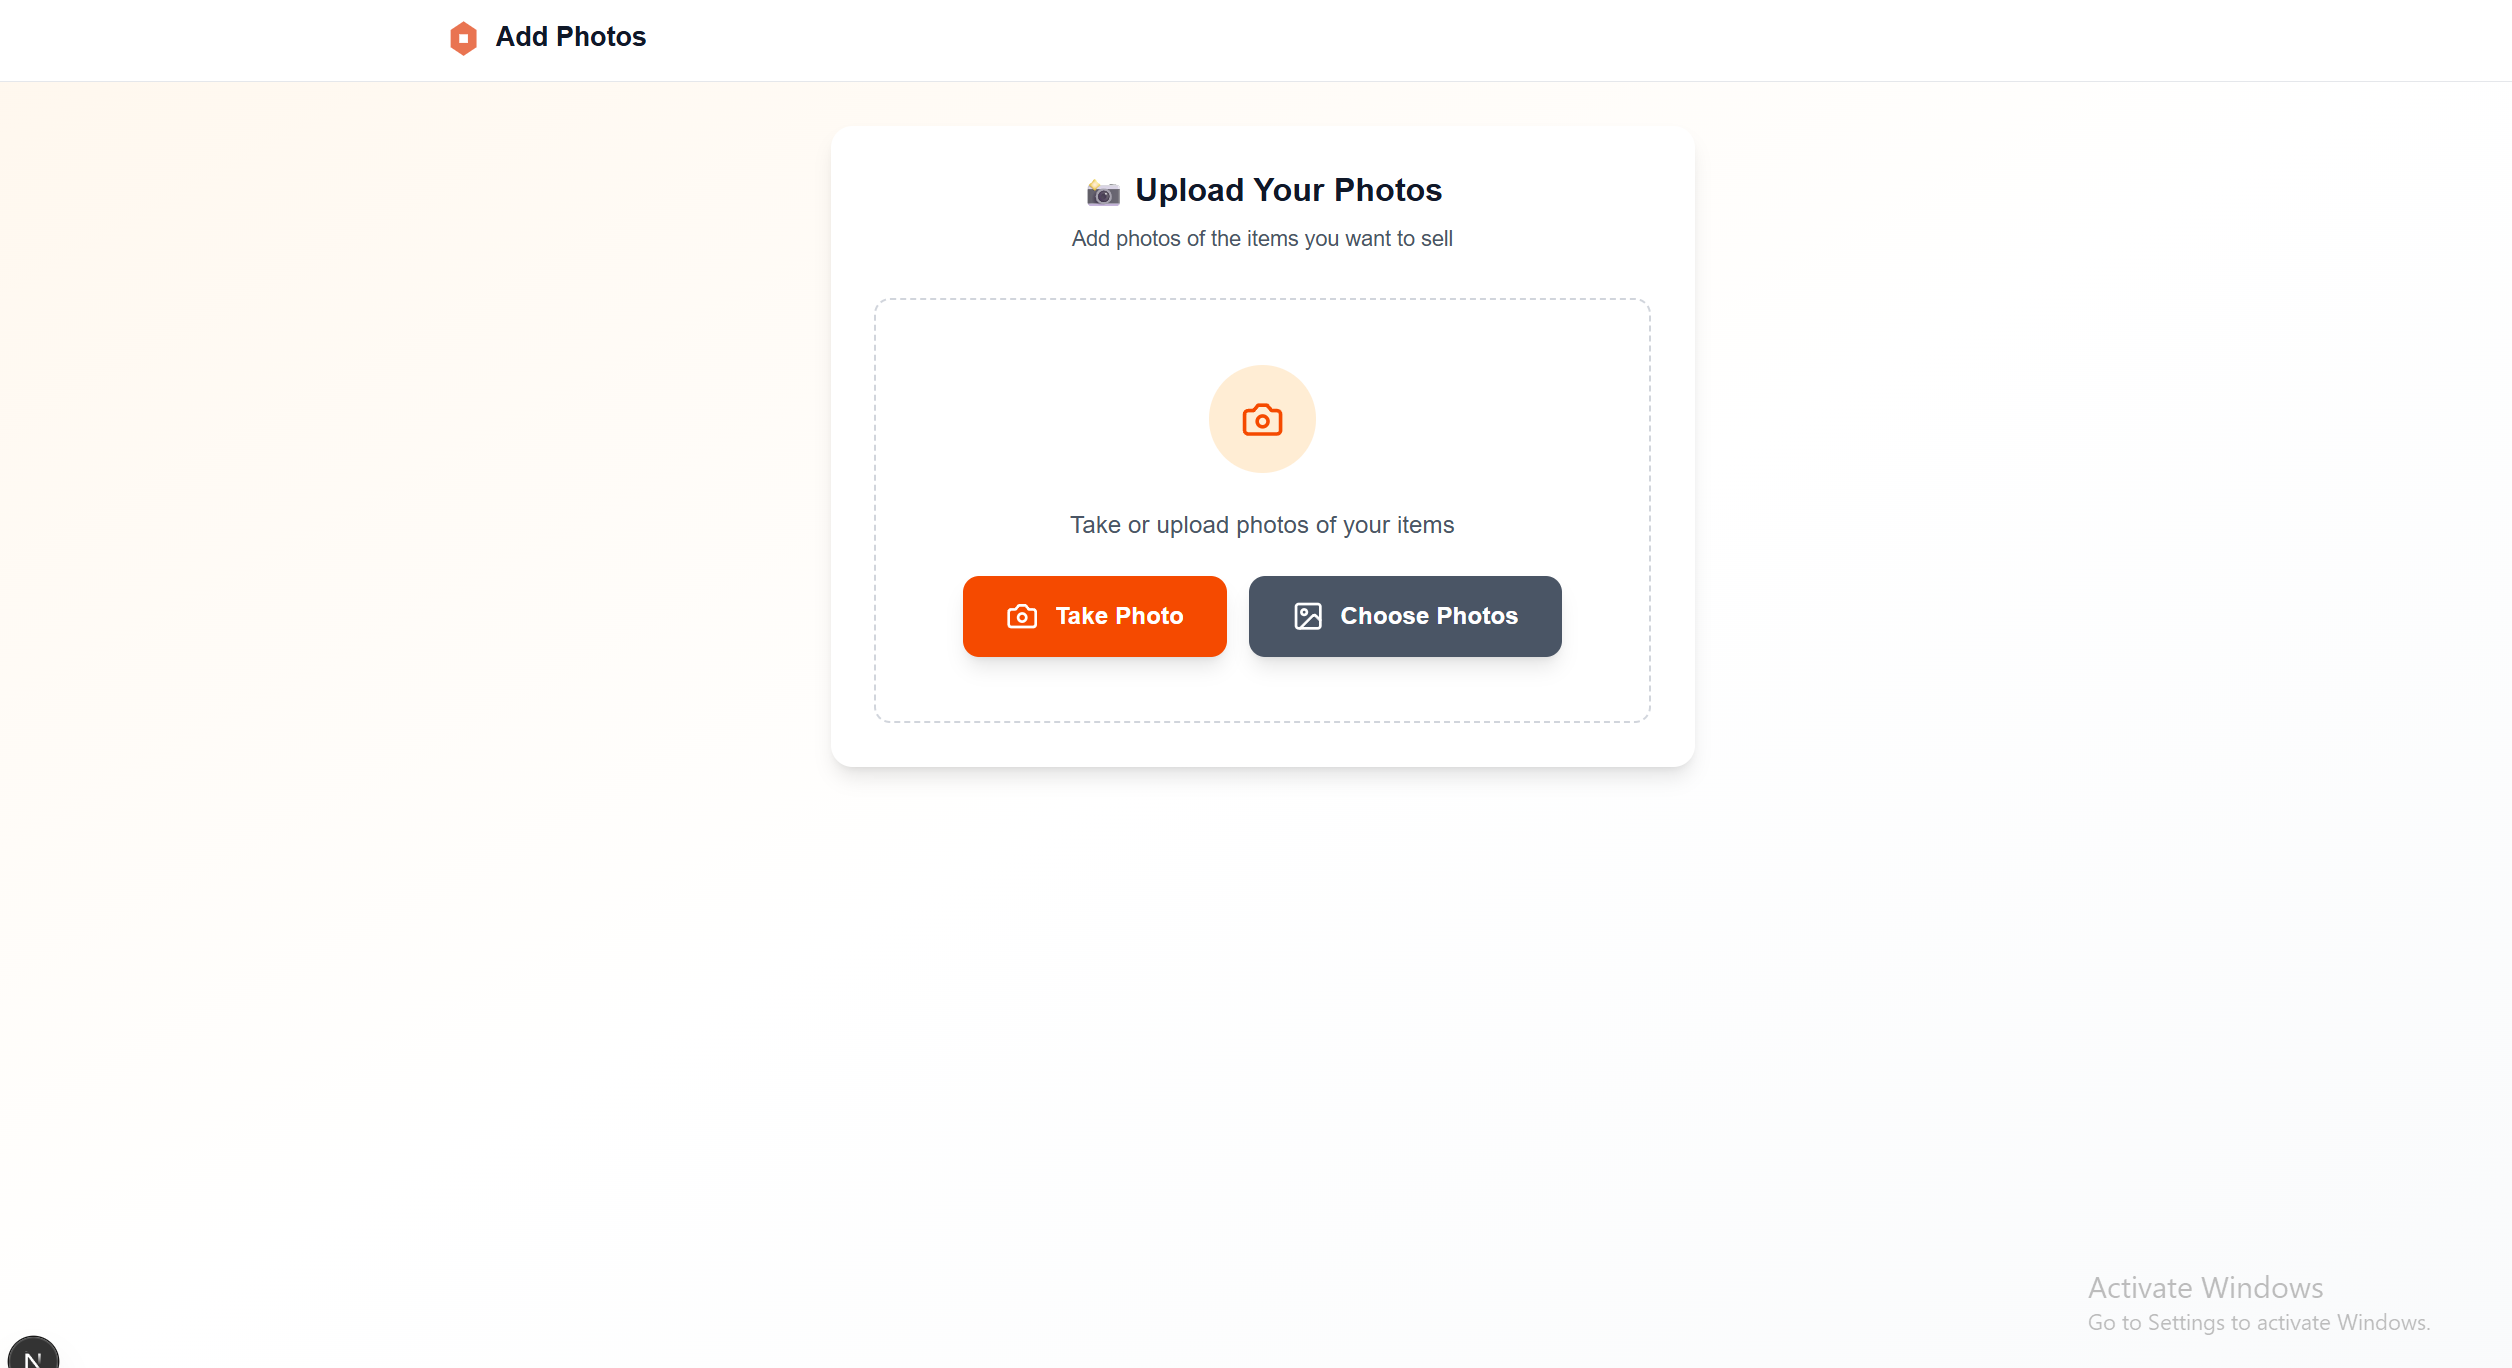 Add Photos
Upload Your Photos
Add photos of the items you want to sell
Take or upload photos of your items
Take Photo
Choose Photos
Activate Windows
Go to Settings to activate Windows.
N